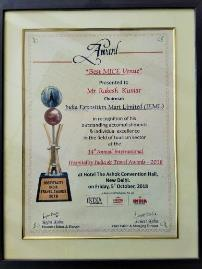 Award
"Best MICE Venue"
Presented to
Mr. Rakesh Kumar
Chairman
India Exposition Mart Limited (IEML)
in recognition of his
outstanding accomplishments
& individual excellence
in the field of tourism sector
at the
14th Annual International
Hospitality India & Travel Awards - 2018
at Hotel The Ashok Convention Hall,
New Delhi.
on Friday, 5th October, 2018
HOSPITALITY
INDIA
TRAVEL AWARDS
2018
INDIA